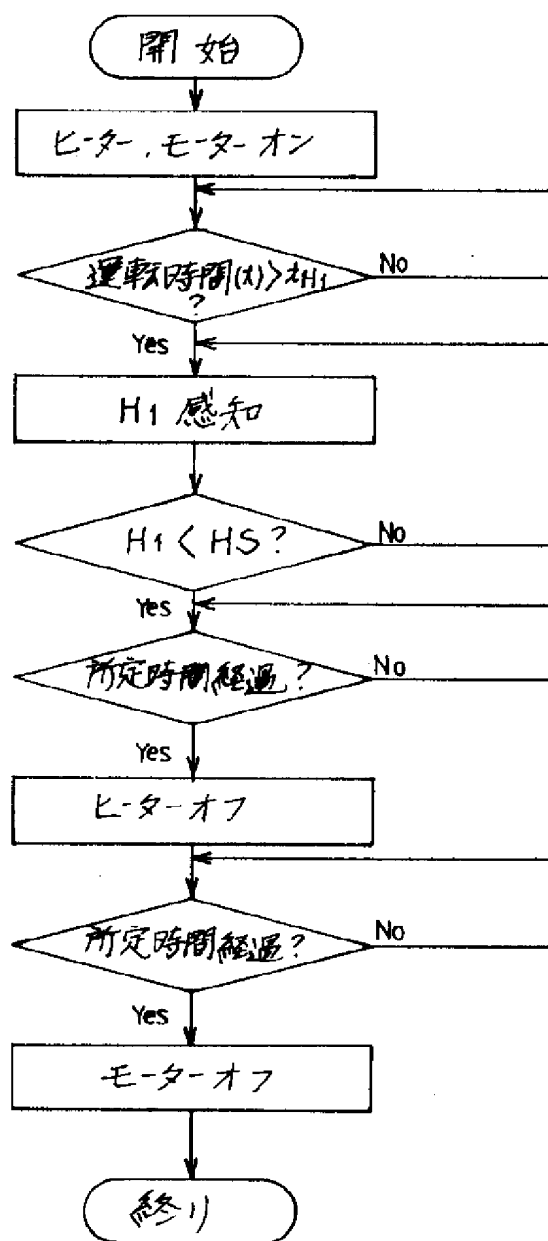 開始
ヒーター、モーターオン
運転時間(t)>tH1
?
No
Yes
H1 感知
H1 < HS?
No
Yes
所定時間経過?
No
Yes
ヒーターオフ
所定時間経過?
No
Yes
モーターオフ
終り